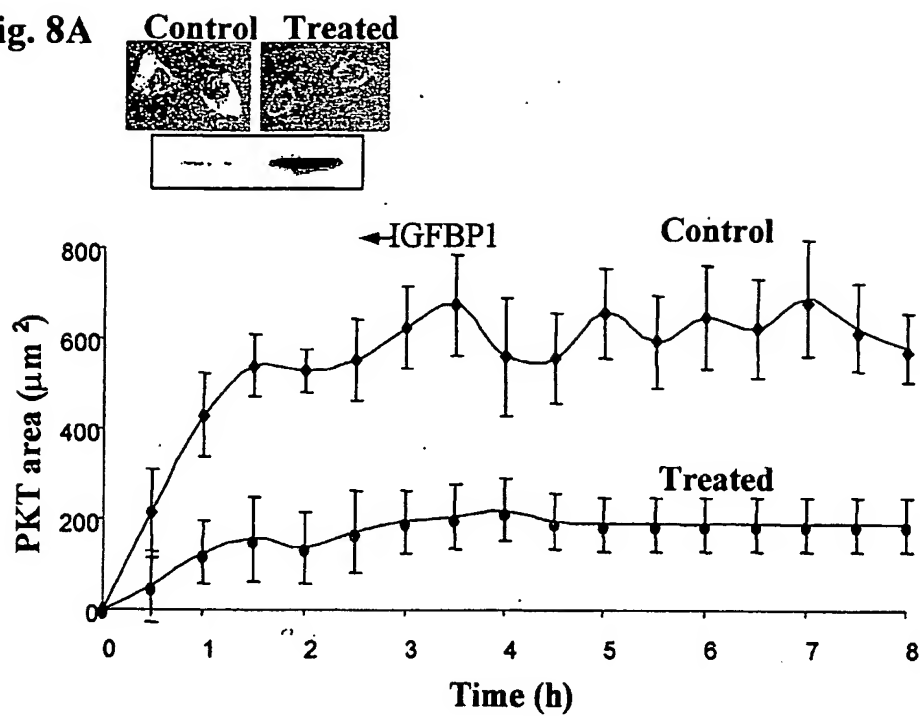 ig. 8A Control Treated
IGFBP1
Control
Treated
800
600
400
200
0
PKT area (μm²)
0 1 2 3 4 5 6 7 8
Time (h)